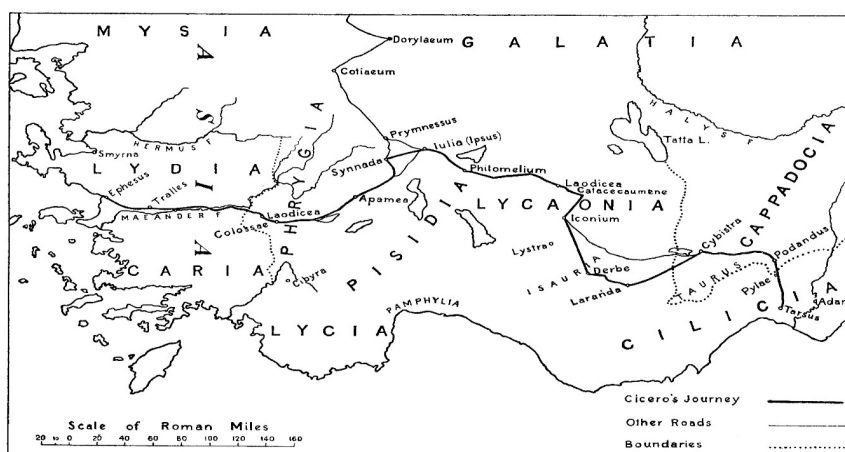 MYSIA
ASIA
GALATIA
Dorylaeum
Cotiaeum
HALYS F
Prymnessus
PHRYGIA
HERMUS F
Smyrna
Iulia (Ipsus)
Tatta L.
LYDIA
Synnada
Philomelium
CAPPADOCIA
Ephesus
Tralles
Laodicea
Catacecaumene
Apamea
LYCAONIA
MAEANDER F
Laodicea
Iconium
Colossae
PISIDIA
Lystra
Cybistra
Podandus
CARIA
Cibyra
ISAURIA
Derbe
TAURUS
Pylae
Laranda
PAMPHYLIA
CILICIA
Adan
Tarsus
LYCIA
Cicero's Journey
Other Roads
Boundaries
Scale of Roman Miles
20 10 0 20 40 60 80 100 120 140 160